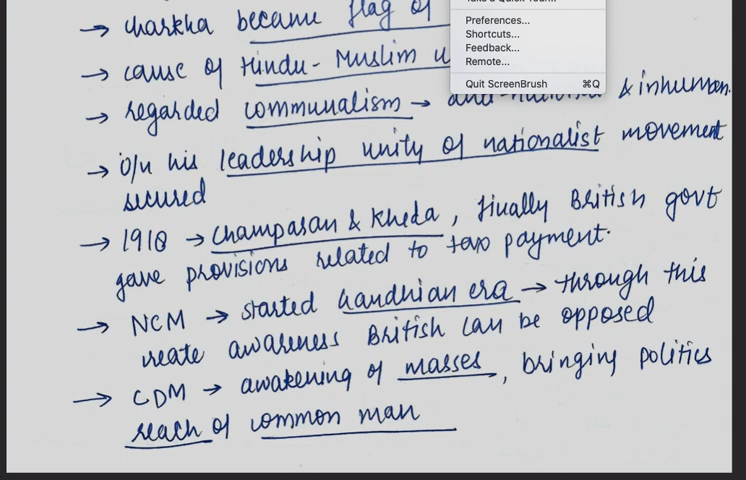 Preferences...
Shortcuts...
Feedback...
Remote...
Quit ScreenBrush ⌘Q
→ charkha became flag of
→ cause of Hindu - Muslim u
→ regarded communalism → & inhuman.
→ o/u his leadership unity of nationalist movement
secured
→ 1918 → Champaran & Kheda, finally British govt
gave provisions related to tax payment.
→ NCM → started Gandhian era → through this
create awareness British can be opposed
→ CDM → awakening of masses, bringing politics
reach of common man